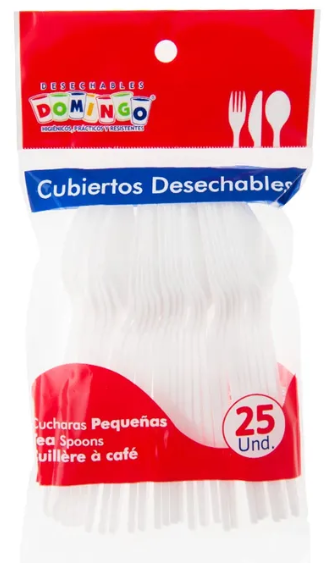 DESECHABLES
DOMINGO
HIGIÉNICOS, PRÁCTICOS Y RESISTENTES
Cubiertos Desechables
Cucharas Pequeñas
Tea Spoons
Cuillère à café
25
Und.